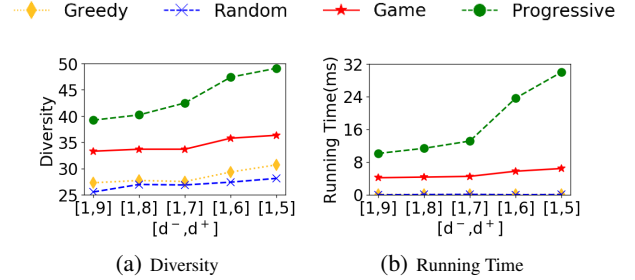 Greedy Random Game Progressive
Diversity
50
45
40
35
30
25
[1,9] [1,8] [1,7] [1,6] [1,5]
[d⁻,d⁺]
(a) Diversity
Running Time(ms)
32
24
16
8
0
[1,9] [1,8] [1,7] [1,6] [1,5]
[d⁻,d⁺]
(b) Running Time